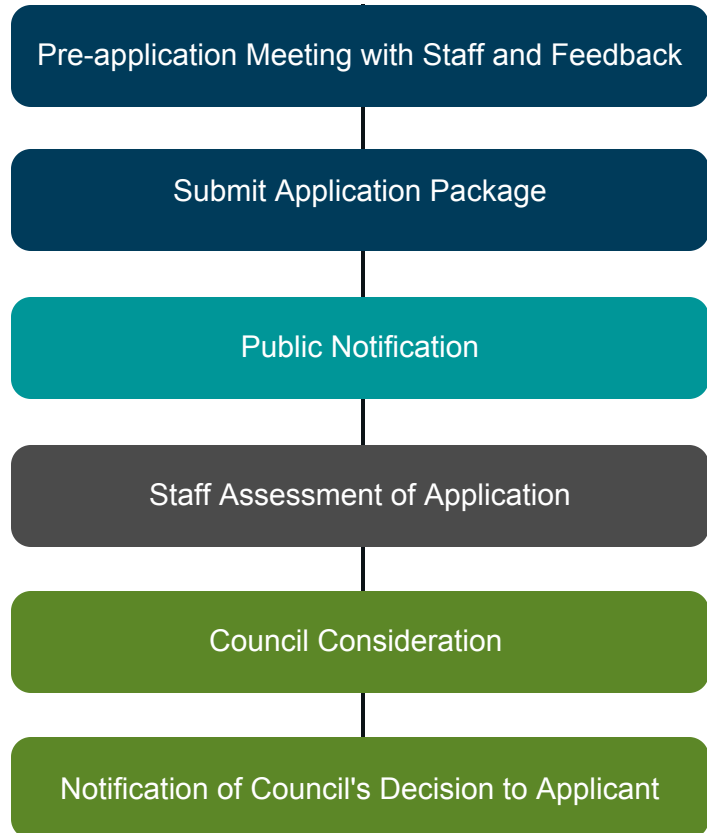 Pre-application Meeting with Staff and Feedback
Submit Application Package
Public Notification
Staff Assessment of Application
Council Consideration
Notification of Council's Decision to Applicant